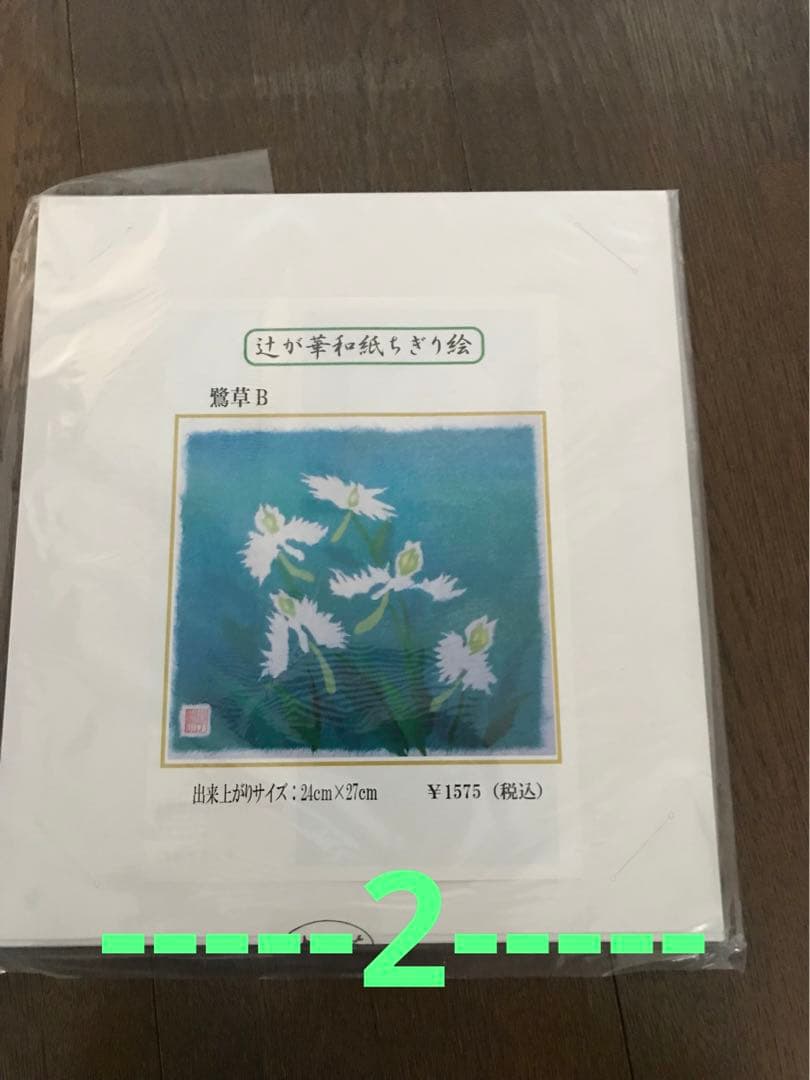 辻が華和紙ちぎり絵
鷺草B
出来上がりサイズ:24cm×27cm
¥1575(税込)
-----2-----